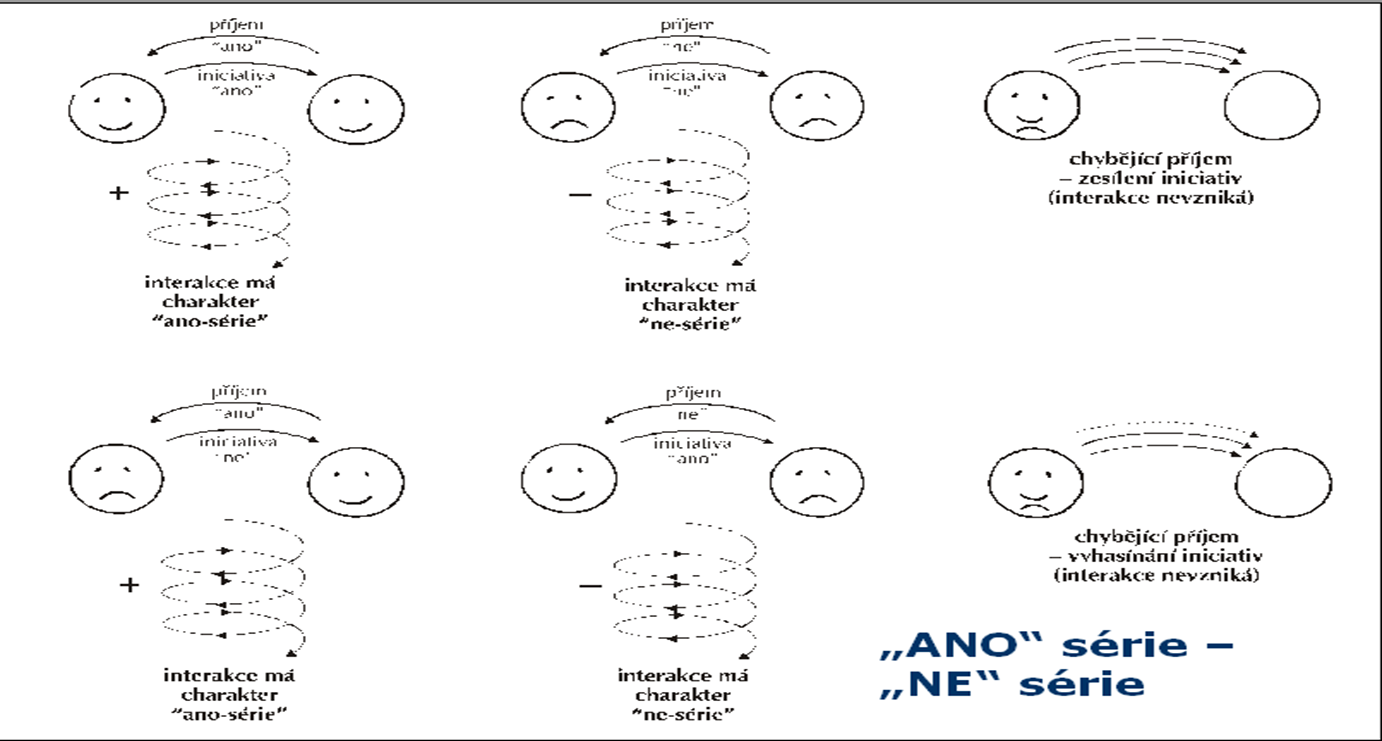 příjem
"ano"
iniciativa
"ano"
+
interakce má
charakter
"ano-série"
příjem
"ne"
iniciativa
"ne"
–
interakce má
charakter
"ne-série"
chybějící příjem
– zesílení iniciativ
(interakce nevzniká)
příjem
"ano"
iniciativa
"ne"
+
interakce má
charakter
"ano-série"
příjem
ne"
iniciativa
"ano"
–
interakce má
charakter
"ne-série"
chybějící příjem
– vyhasínání iniciativ
(interakce nevzniká)
„ANO“ série –
„NE“ série